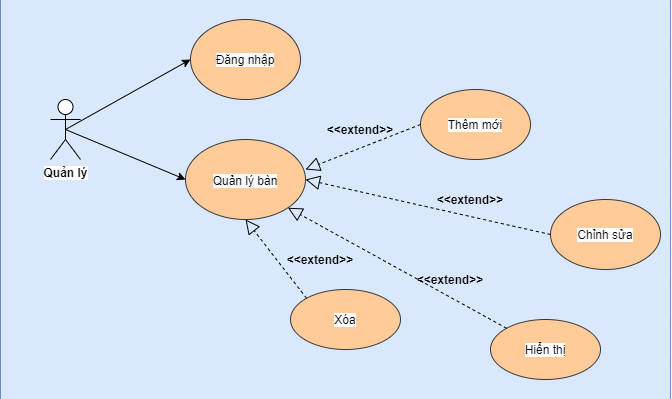 Đăng nhập
Quản lý
Quản lý bàn
<<extend>>
Thêm mới
<<extend>>
Chỉnh sửa
<<extend>>
Xóa
<<extend>>
Hiển thị